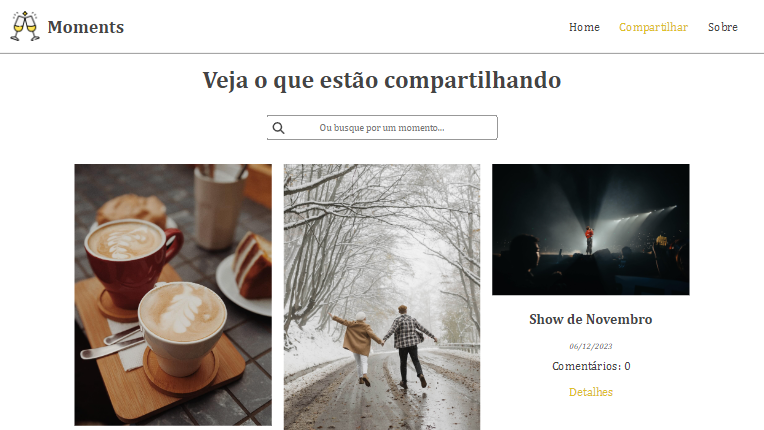 Moments
Home Compartilhar Sobre
Veja o que estão compartilhando
Ou busque por um momento...
Show de Novembro
06/12/2023
Comentários: 0
Detalhes